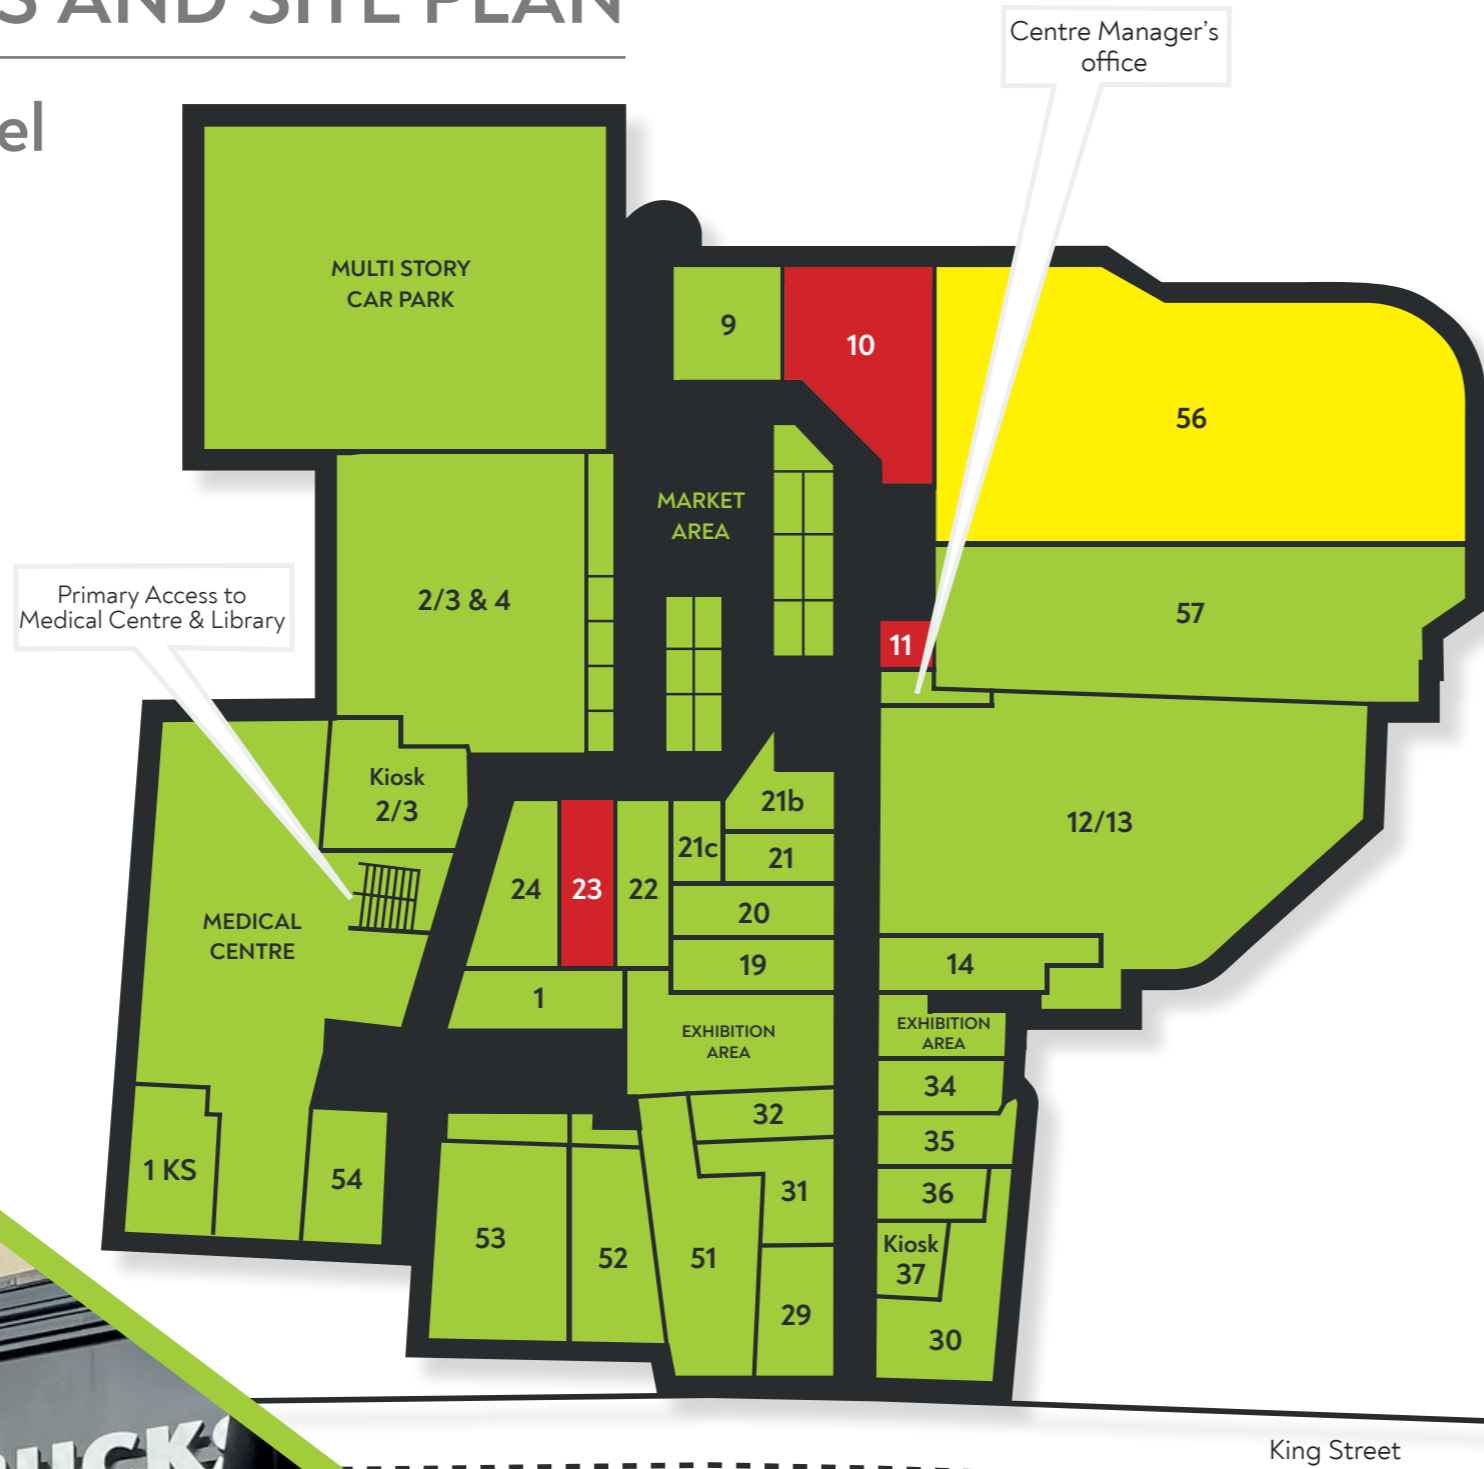 S AND SITE PLAN
el
Centre Manager's
office
MULTI STORY
CAR PARK
9
10
56
MARKET
AREA
2/3 & 4
57
Primary Access to
Medical Centre & Library
11
Kiosk
2/3
21b
12/13
21c
21
24
23
22
20
MEDICAL
CENTRE
19
14
1
EXHIBITION
AREA
EXHIBITION
AREA
34
32
35
1 KS
54
31
36
53
52
51
Kiosk
37
29
30
King Street
UCKS